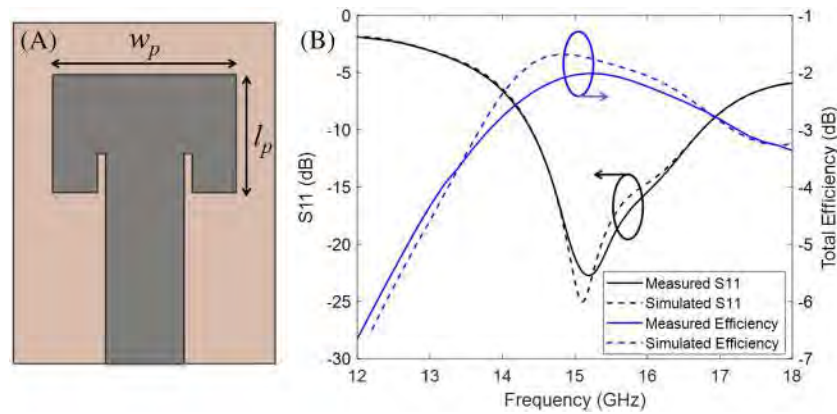 (A)
w_p
l_p
(B)
0
-5
-10
-15
-20
-25
-30
S11 (dB)
12 13 14 15 16 17 18
Frequency (GHz)
-1
-2
-3
-4
-5
-6
-7
Total Efficiency (dB)
Measured S11
Simulated S11
Measured Efficiency
Simulated Efficiency